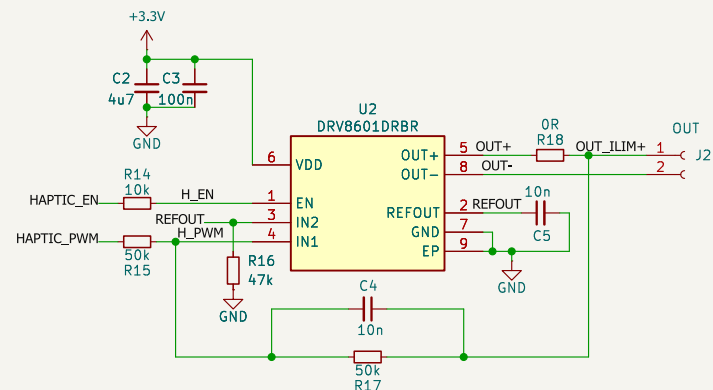 +3.3V
C2
4u7
C3
100n
GND
U2
DRV8601DRBR
6
VDD
5
OUT+
OUT+
8
OUT-
OUT-
0R
R18
OUT_ILIM+
OUT
1
J2
2
R14
10k
HAPTIC_EN
H_EN
1
EN
REFOUT
3
IN2
HAPTIC_PWM
H_PWM
4
IN1
50k
R15
R16
47k
GND
REFOUT
2
REFOUT
10n
C5
GND
7
EP
9
GND
C4
10n
50k
R17